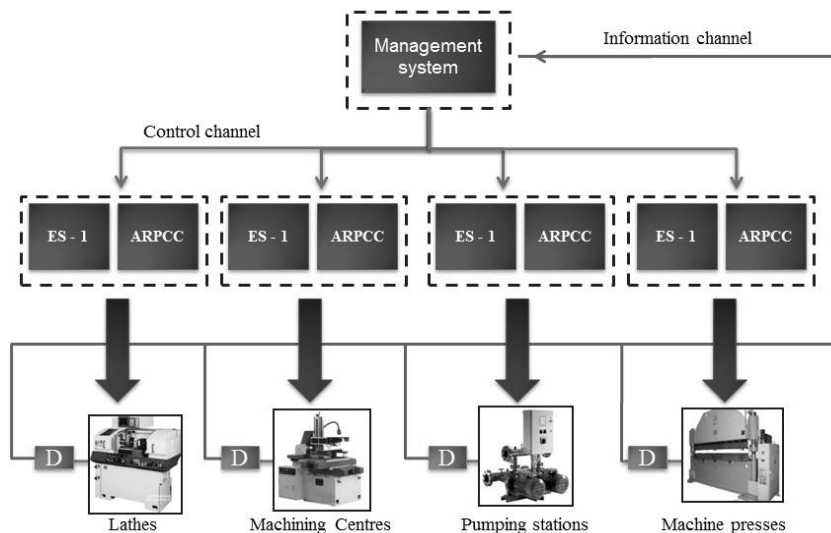 Management
system
Information channel
Control channel
ES - 1
ARPCC
ES - 1
ARPCC
ES - 1
ARPCC
ES - 1
ARPCC
D
D
D
D
Lathes
Machining Centres
Pumping stations
Machine presses